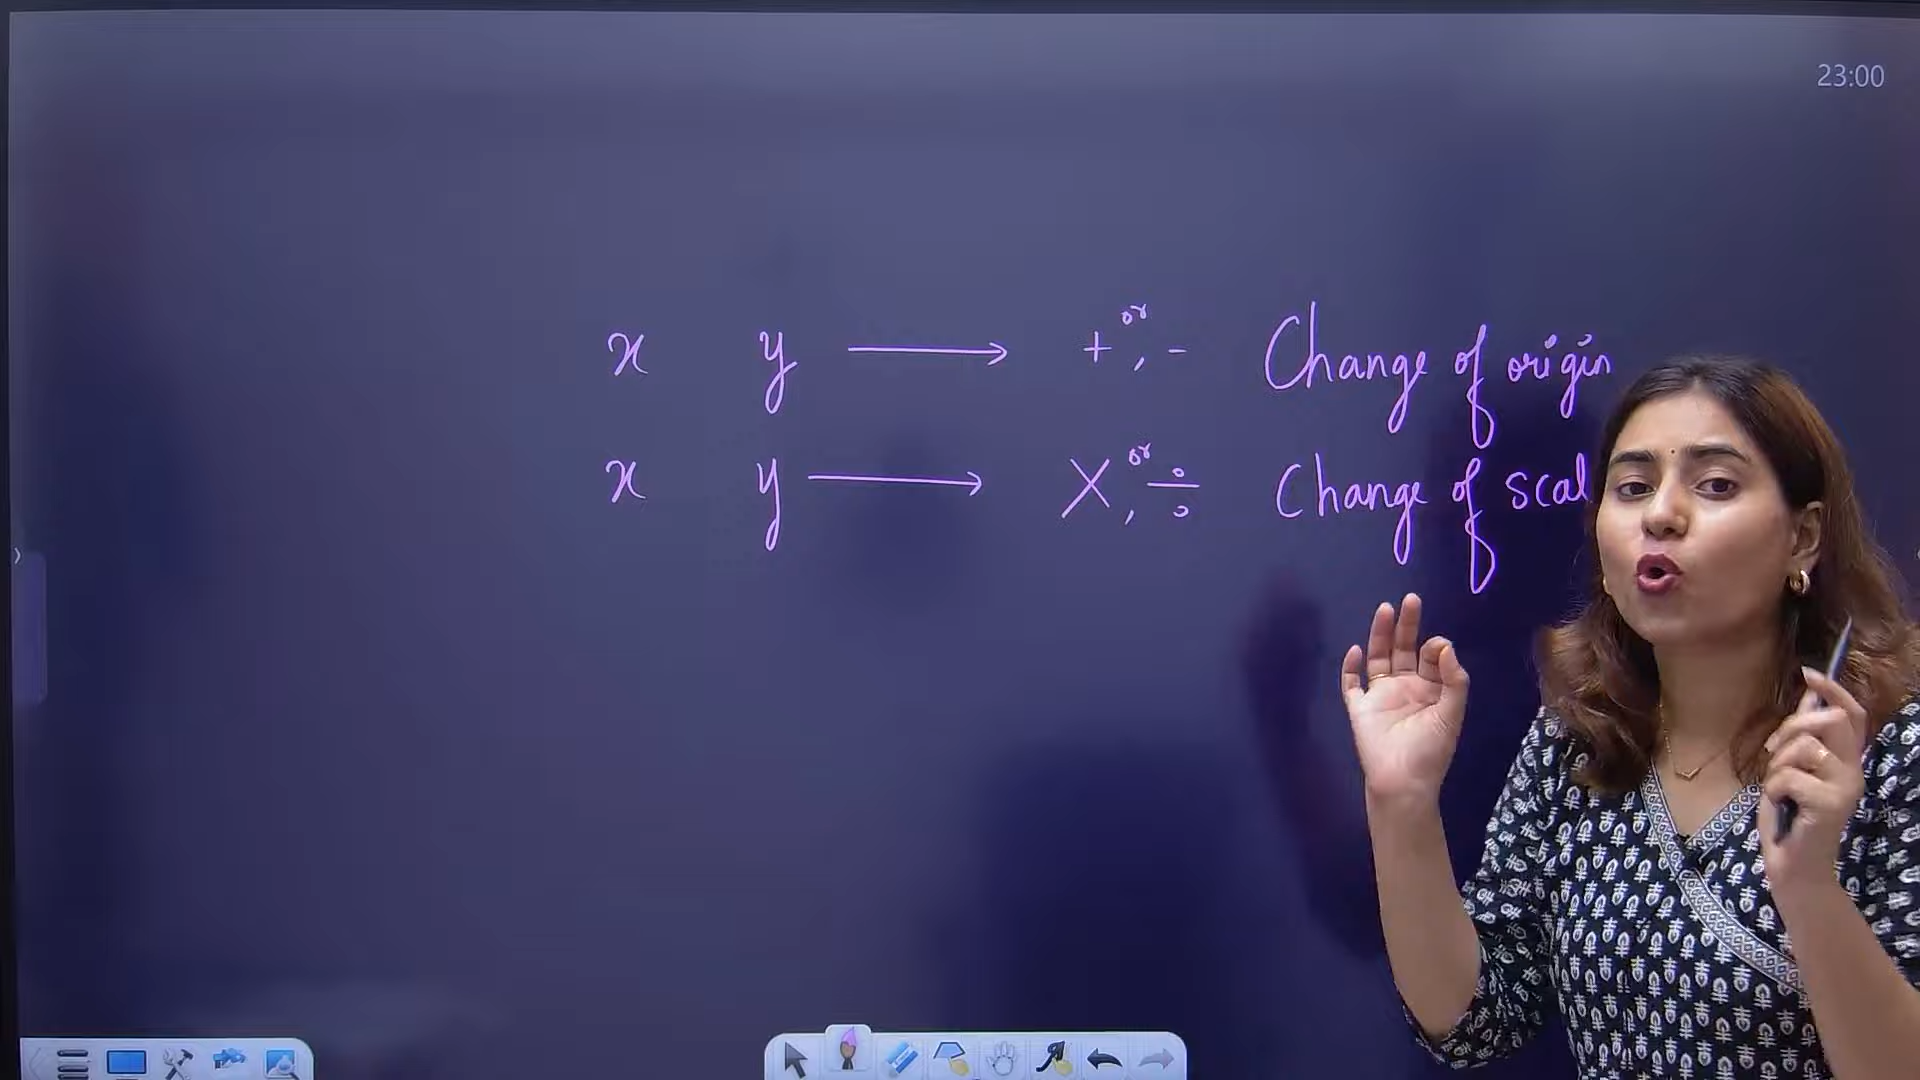 23:00
x y → +, or - Change of origin
x y → X, or ÷ Change of scal